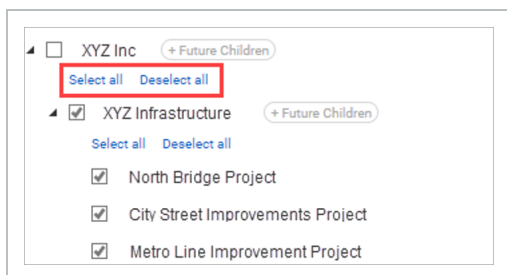 XYZ Inc + Future Children
Select all Deselect all
XYZ Infrastructure + Future Children
Select all Deselect all
North Bridge Project
City Street Improvements Project
Metro Line Improvement Project